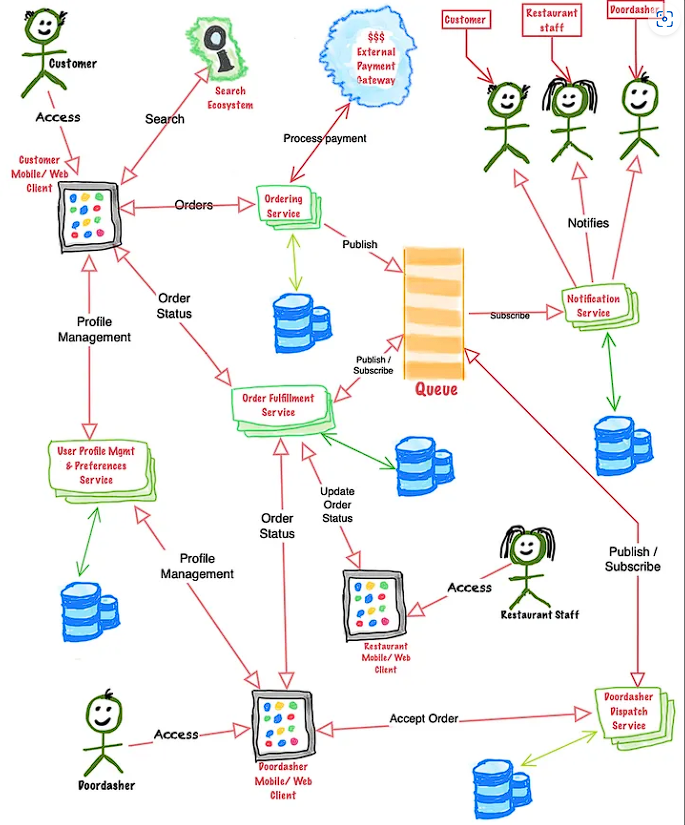 Customer
Access
Search
Search
Ecosystem
$$$
External
Payment
Gateway
Process payment
Customer
Restaurant
staff
Doordasher
Customer
Mobile/ Web
Client
Orders
Ordering
Service
Publish
Notifies
Order
Status
Profile
Management
Subscribe
Notification
Service
Publish /
Subscribe
Queue
Order Fulfillment
Service
User Profile Mgmt
& Preferences
Service
Update
Order
Status
Order
Status
Profile
Management
Publish /
Subscribe
Access
Restaurant Staff
Restaurant
Mobile/ Web
Client
Doordasher
Dispatch
Service
Accept Order
Access
Doordasher
Doordasher
Mobile/ Web
Client